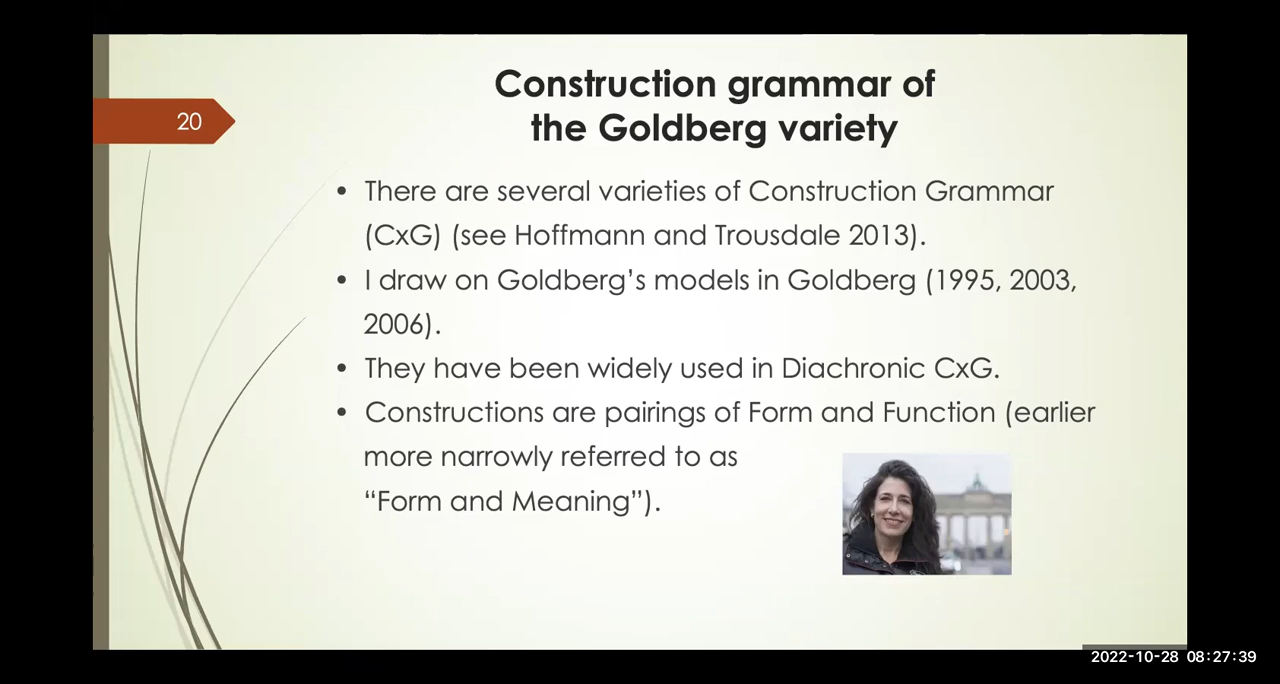 Construction grammar of
the Goldberg variety
20
• There are several varieties of Construction Grammar
(CxG) (see Hoffmann and Trousdale 2013).
• I draw on Goldberg’s models in Goldberg (1995, 2003,
2006).
• They have been widely used in Diachronic CxG.
• Constructions are pairings of Form and Function (earlier
more narrowly referred to as
“Form and Meaning”).
2022-10-28 08:27:39